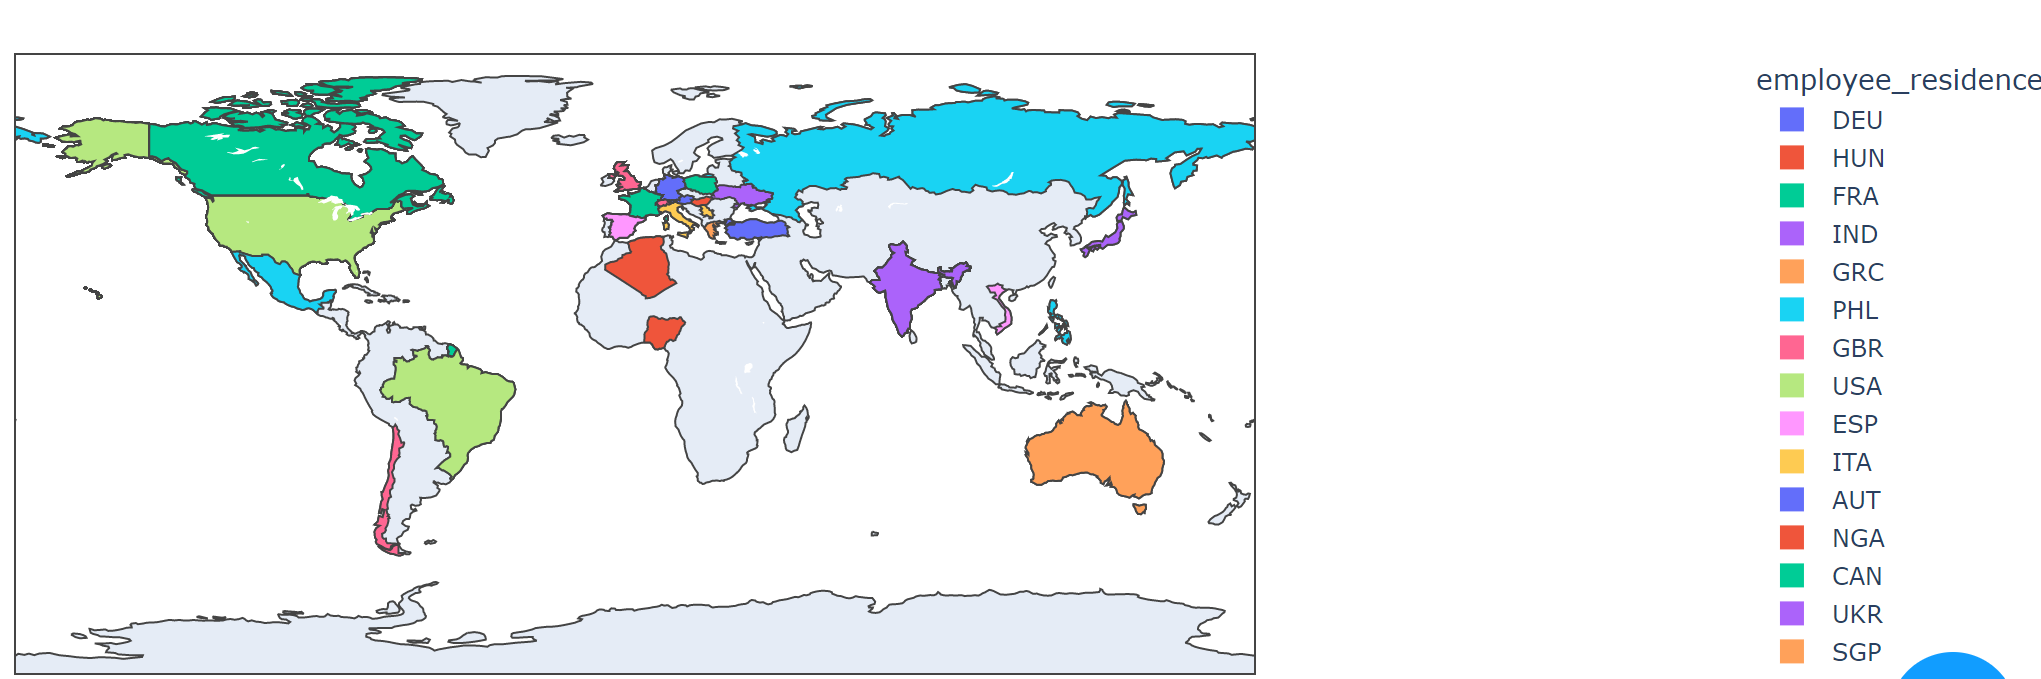 employee_residence
DEU
HUN
FRA
IND
GRC
PHL
GBR
USA
ESP
ITA
AUT
NGA
CAN
UKR
SGP